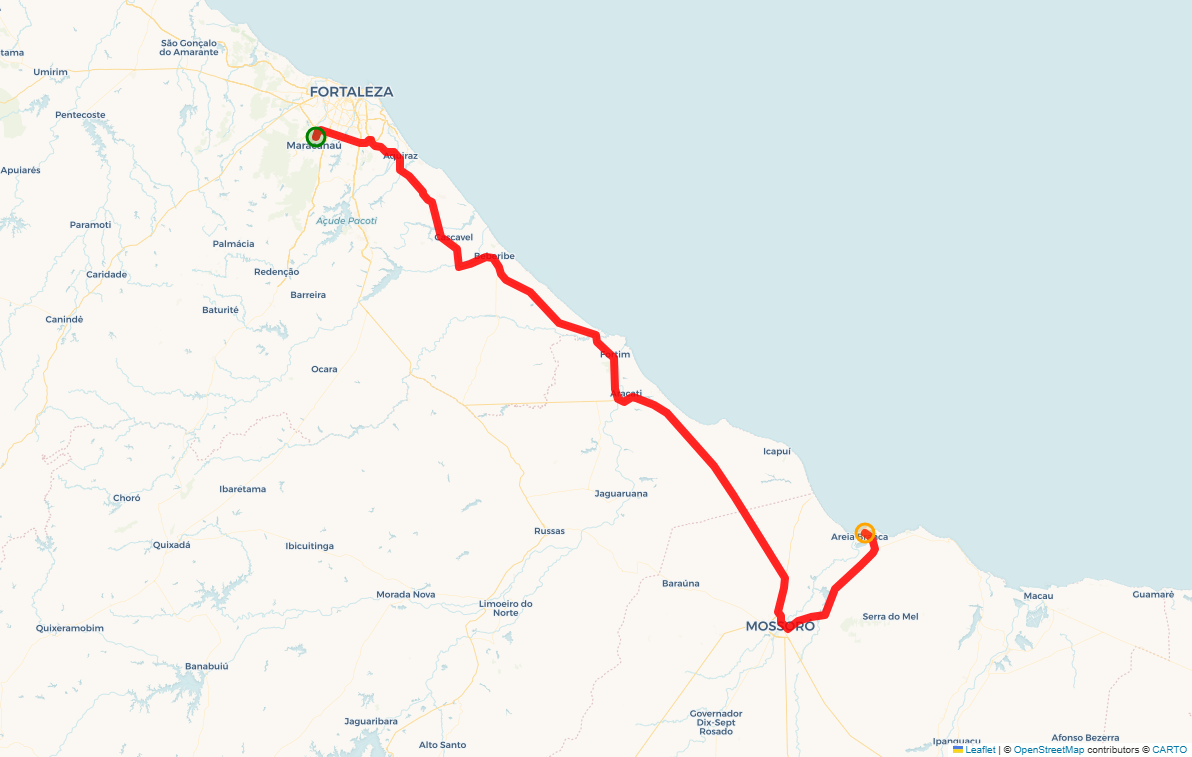 São Gonçalo
do Amarante
tama
Umirim
FORTALEZA
Pentecoste
Maracanaú
Aquiraz
Apuiarés
Açude Pacoti
Paramoti
Cascavel
Palmácia
Beberibe
Redenção
Caridade
Barreira
Baturité
Canindé
Fortim
Ocara
Aracati
Icapuí
Ibaretama
Jaguaruana
Choró
Russas
Areia Branca
Quixadá
Ibicuitinga
Baraúna
Morada Nova
Macau
Guamaré
Limoeiro do
Norte
Serra do Mel
Quixeramobim
MOSSORÓ
Banabuiú
Governador
Dix-Sept
Rosado
Jaguaribara
Alto Santo
Ipanguaçu
Afonso Bezerra
Leaflet | © OpenStreetMap contributors © CARTO